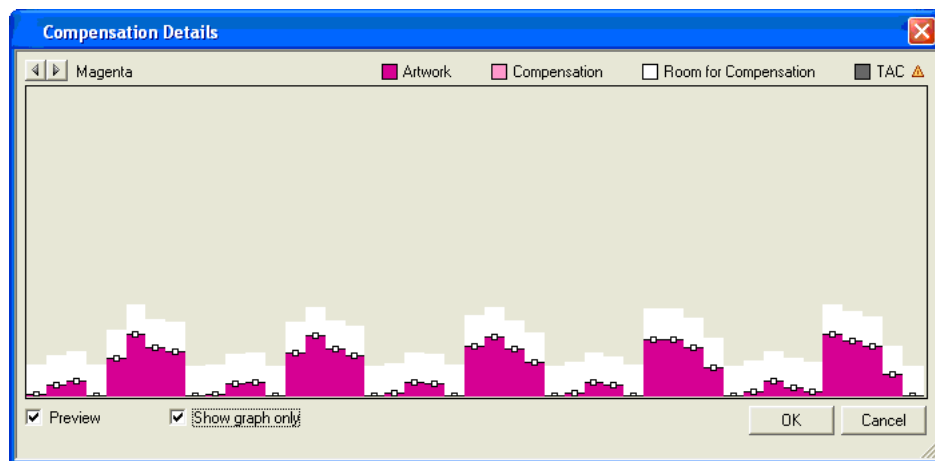 Compensation Details
Magenta Artwork Compensation Room for Compensation TAC
Preview Show graph only OK Cancel